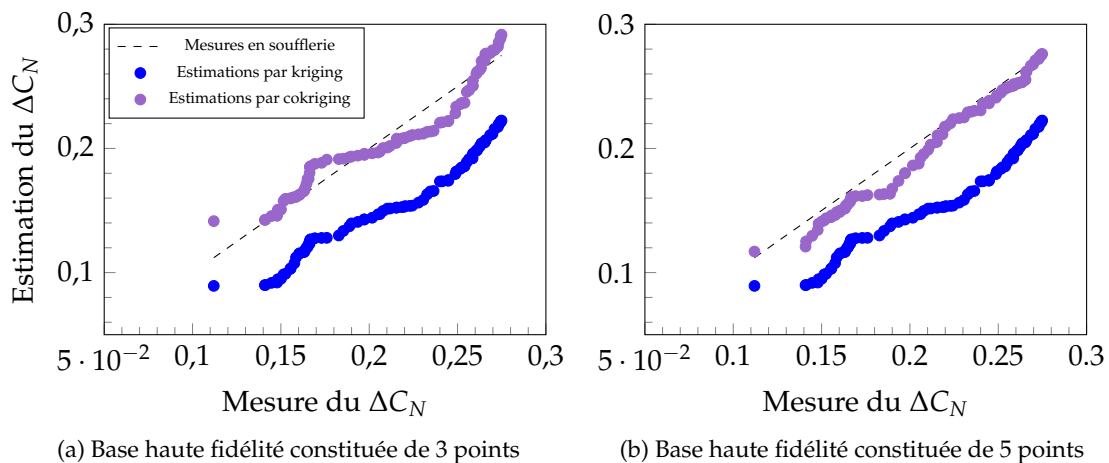 0,3
0,2
0,1
Estimation du ΔC_N
Mesures en soufflerie
Estimations par kriging
Estimations par cokriging
5 · 10⁻² 0,1 0,15 0,2 0,25 0,3
Mesure du ΔC_N
(a) Base haute fidélité constituée de 3 points
0.3
0.2
0.1
5 · 10⁻² 0.1 0.15 0.2 0.25 0.3
Mesure du ΔC_N
(b) Base haute fidélité constituée de 5 points